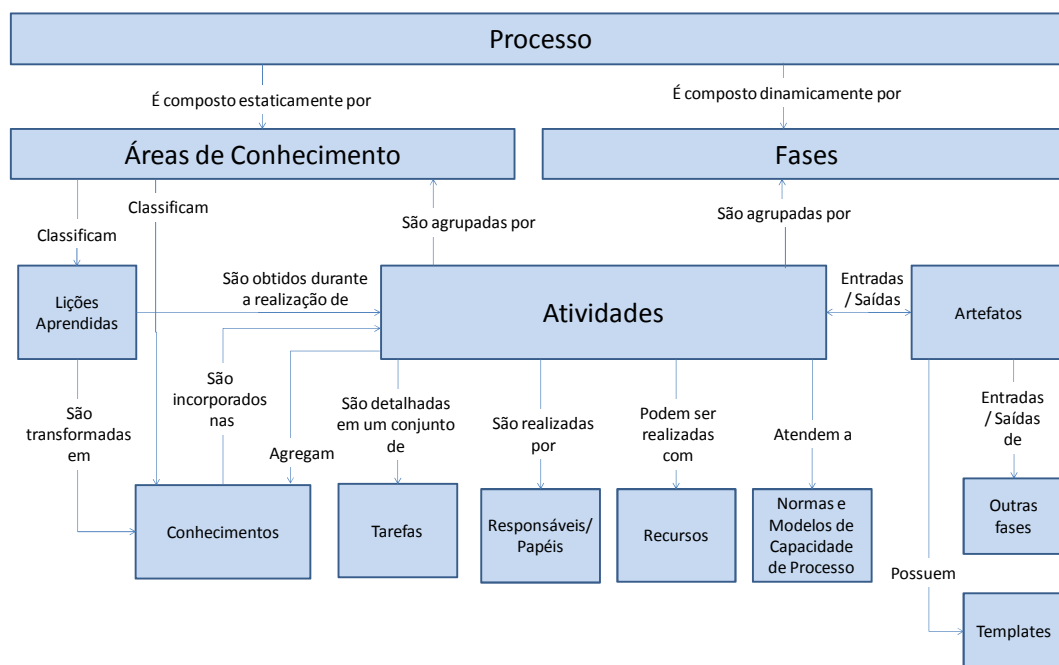 Processo
É composto estaticamente por
É composto dinamicamente por
Áreas de Conhecimento
Fases
Classificam
Classificam
São agrupadas por
São agrupadas por
Lições
Aprendidas
São obtidos durante
a realização de
Atividades
Entradas
/ Saídas
Artefatos
São
transformadas
em
São
incorporados
nas
Agregam
São detalhadas
em um conjunto
de
São realizadas
por
Podem ser
realizadas
com
Atendem a
Entradas
/ Saídas
de
Conhecimentos
Tarefas
Responsáveis/
Papéis
Recursos
Normas e
Modelos de
Capacidade
de Processo
Outras
fases
Possuem
Templates